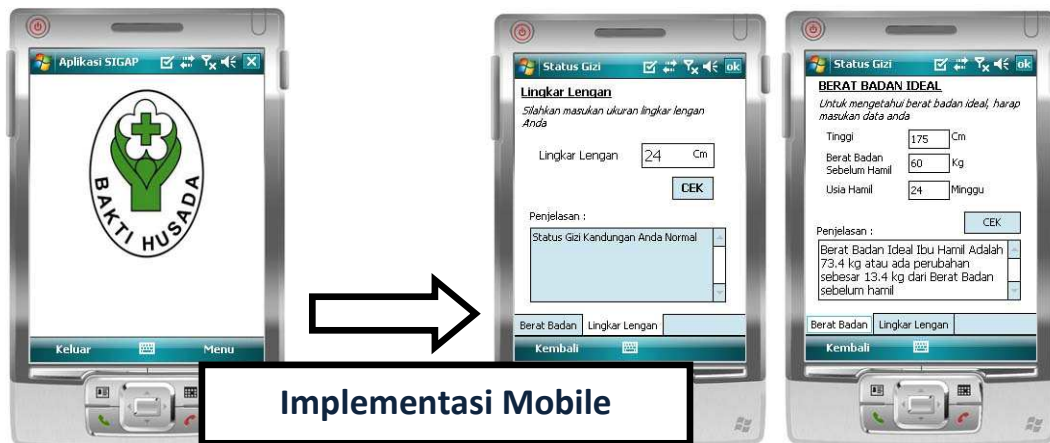 Aplikasi SIGAP
BAKTI HUSADA
Keluar
Menu
Status Gizi
ok
Lingkar Lengan
Silahkan masukan ukuran lingkar lengan
Anda
Lingkar Lengan 24 Cm
CEK
Penjelasan :
Status Gizi Kandungan Anda Normal
Berat Badan Lingkar Lengan
Kembali
Status Gizi
ok
BERAT BADAN IDEAL
Untuk mengetahui berat badan ideal, harap
masukan data anda
Tinggi 175 Cm
Berat Badan
Sebelum Hamil 60 Kg
Usia Hamil 24 Minggu
CEK
Penjelasan :
Berat Badan Ideal Ibu Hamil Adalah
73.4 kg atau ada perubahan
sebesar 13.4 kg dari Berat Badan
sebelum hamil
Berat Badan Lingkar Lengan
Kembali
Implementasi Mobile